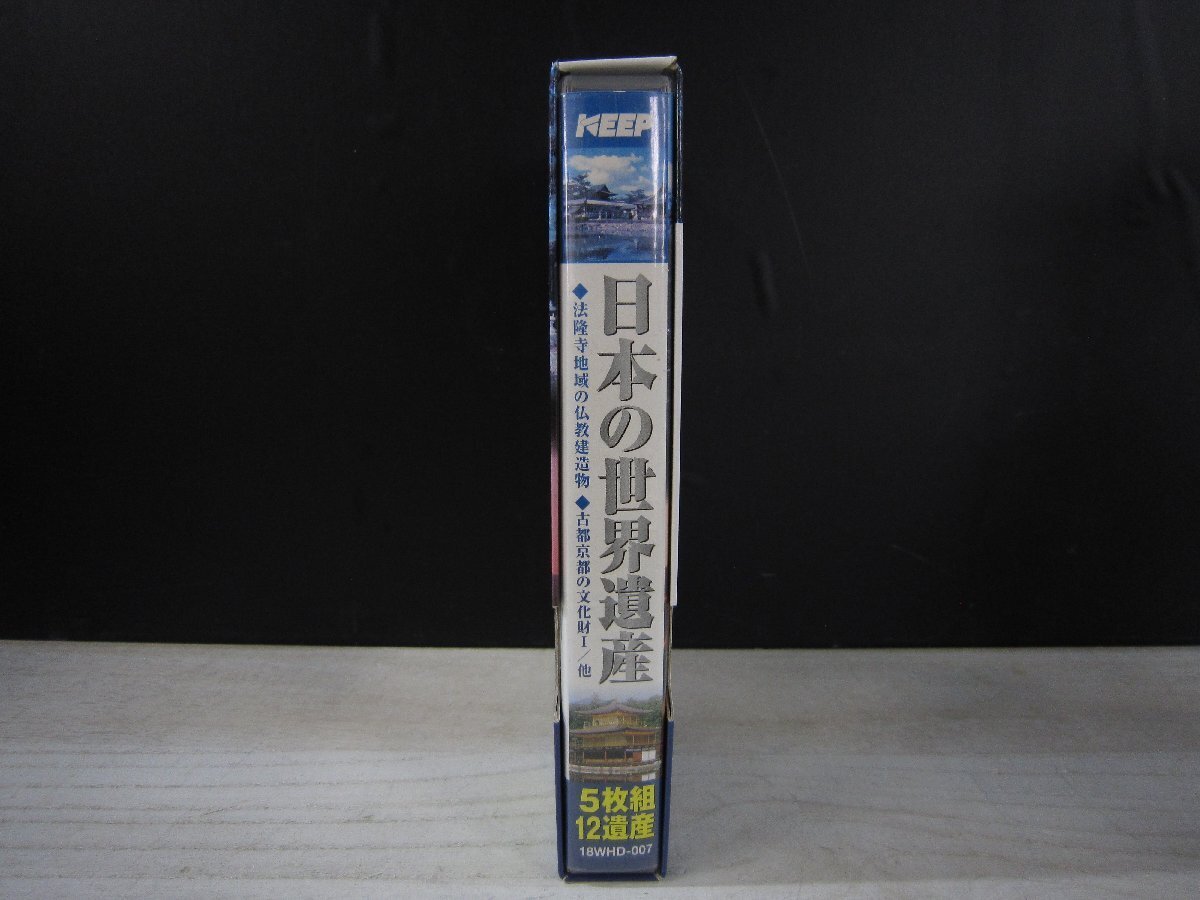 KEEP
日本の世界遺産
◆法隆寺地域の仏教建造物 ◆古都京都の文化財Ⅰ/他
5枚組
12遺産
18WHD-007